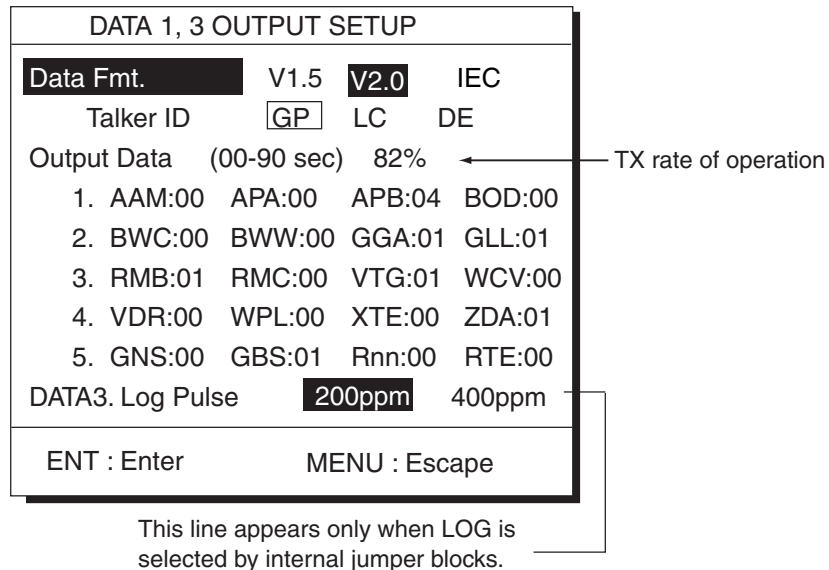 DATA 1, 3 OUTPUT SETUP
Data Fmt. V1.5 V2.0 IEC
Talker ID GP LC DE
Output Data (00-90 sec) 82% TX rate of operation
1. AAM:00 APA:00 APB:04 BOD:00
2. BWC:00 BWW:00 GGA:01 GLL:01
3. RMB:01 RMC:00 VTG:01 WCV:00
4. VDR:00 WPL:00 XTE:00 ZDA:01
5. GNS:00 GBS:01 Rnn:00 RTE:00
DATA3. Log Pulse 200ppm 400ppm
ENT : Enter MENU : Escape
This line appears only when LOG is
selected by internal jumper blocks.